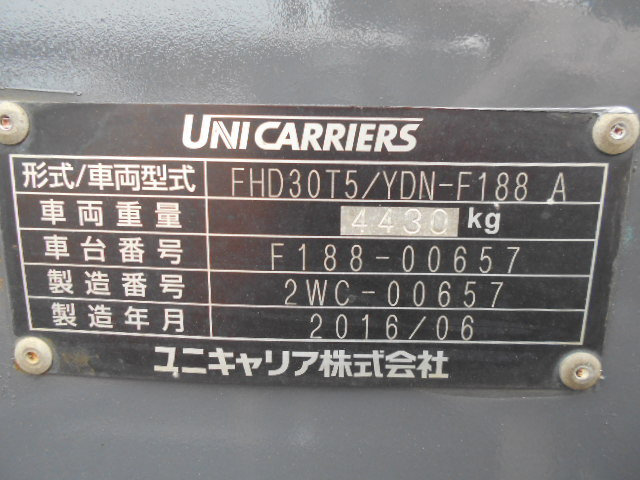 UNICARRIERS
形式/車両型式 FHD30T5/YDN-F188 A
車両重量 4430 kg
車台番号 F188-00657
製造番号 2WC-00657
製造年月 2016/06
ユニキャリア株式会社